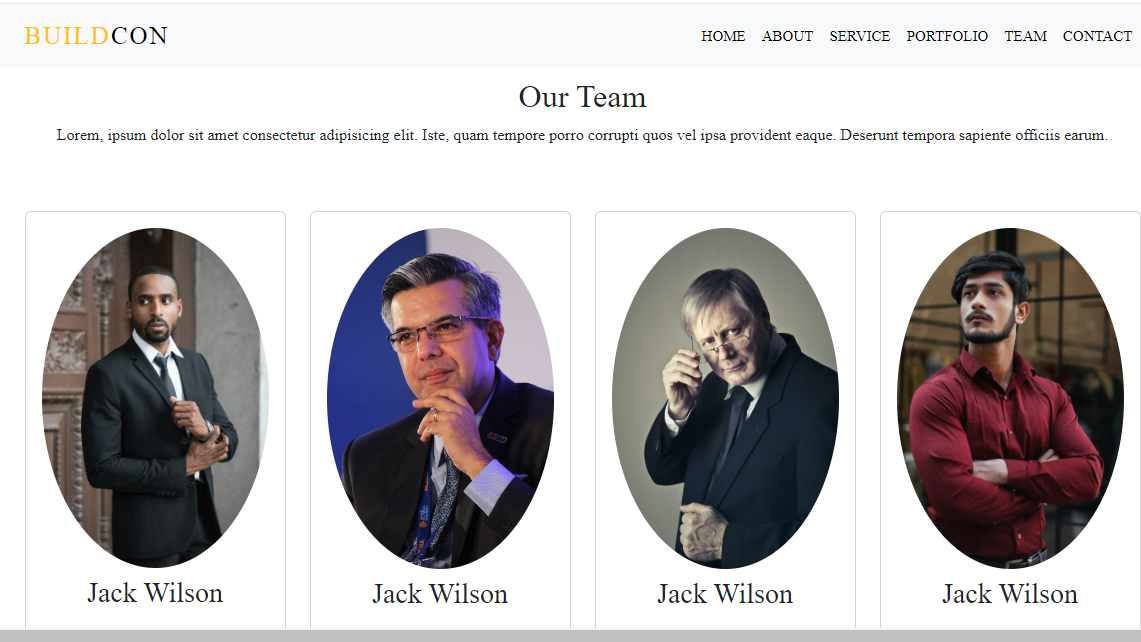 BUILDCON
HOME ABOUT SERVICE PORTFOLIO TEAM CONTACT
Our Team
Lorem, ipsum dolor sit amet consectetur adipisicing elit. Iste, quam tempore porro corrupti quos vel ipsa provident eaque. Deserunt tempora sapiente officiis earum.
Jack Wilson
Jack Wilson
Jack Wilson
Jack Wilson